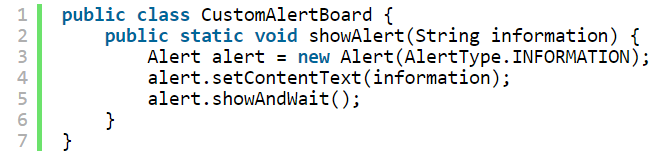 1 public class CustomAlertBoard {
2 public static void showAlert(String information) {
3 Alert alert = new Alert(AlertType.INFORMATION);
4 alert.setContentText(information);
5 alert.showAndWait();
6 }
7 }